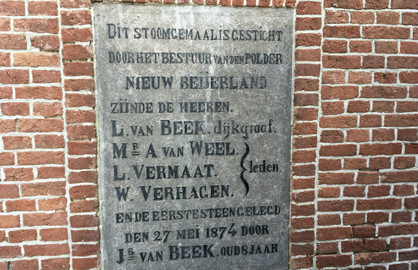 DIT STOOMGEMAAL IS GESTICHT
DOOR HET BESTUUR VAN DEN POLDER
NIEUW BEIJERLAND
ZIJNDE DE HEEREN.
L. VAN BEEK. dijkgraaf.
MR A VAN WEEL.
L. VERMAAT. leden
W. VERHAGEN.
EN DE EERSTE STEEN GELEGD
DEN 27 MEI 1874 DOOR
JR VAN BEEK. OUD 8 JAAR